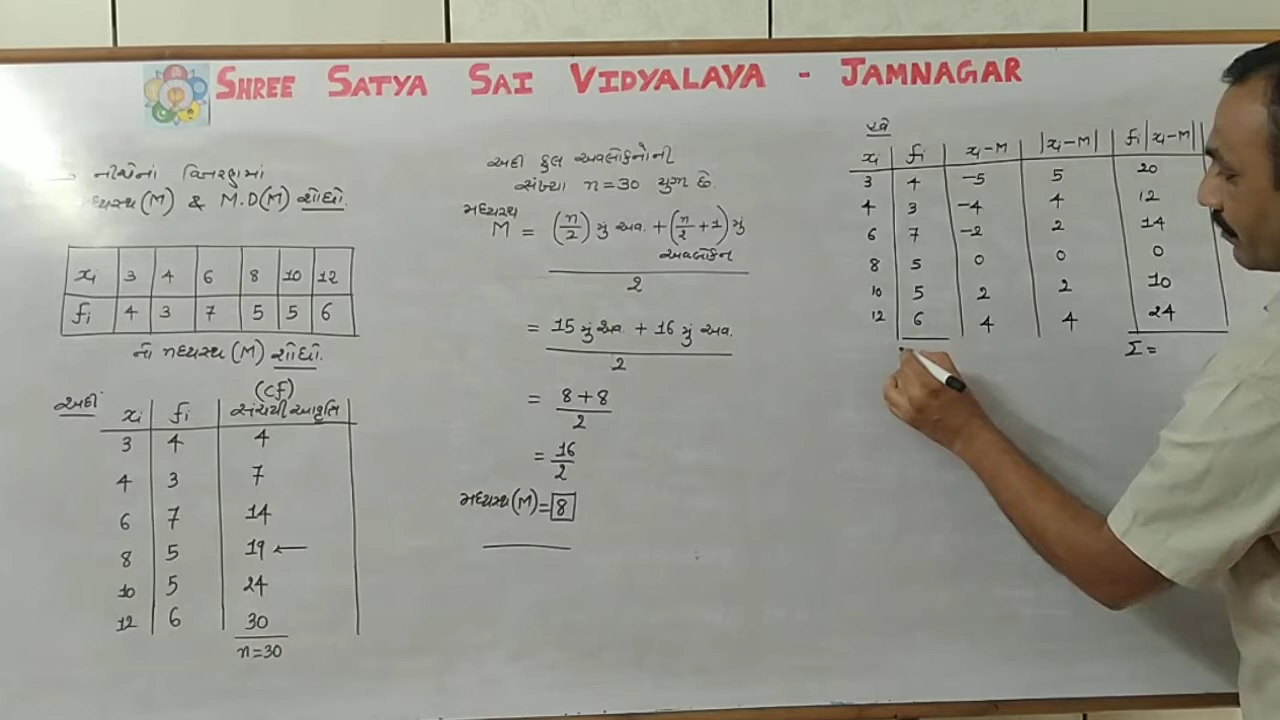 SHREE SATYA SAI VIDYALAYA - JAMNAGAR
નીચેનાં વિતરણમાં
મધ્યસ્થ (M) & M.D(M) શોધો.
xi 3 4 6 8 10 12
fi 4 3 7 5 5 6
નો મધ્યસ્થ (M) શોધો.
(cf)
અહીં xi fi સંચયી આવૃતિ
3 4 4
4 3 7
6 7 14
8 5 19 ←
10 5 24
12 6 30
n=30
અહીં કુલ અવલોકનોની
સંખ્યા n=30 યુગ્મ છે.
મધ્યસ્થ
M = (n/2) મું અવ. + (n/2 + 1) મું
અવલોકન
2
= 15 મું અવ. + 16 મું અવ.
2
= 8 + 8
2
= 16
2
મધ્યસ્થ (M) = 8
હવે
xi fi xi - M |xi - M| fi |xi - M|
3 4 -5 5 20
4 3 -4 4 12
6 7 -2 2 14
8 5 0 0 0
10 5 2 2 10
12 6 4 4 24
Σ =